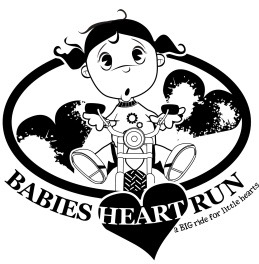 BABIES HEART RUN
a BIG ride for little hearts